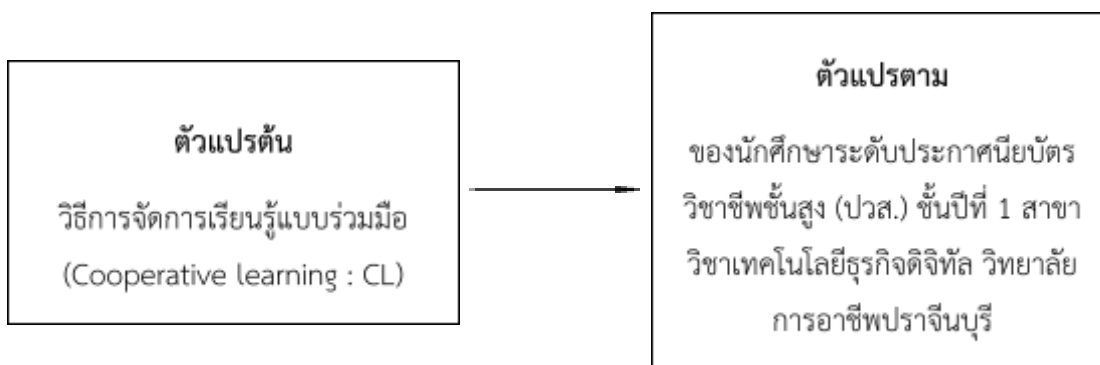 ตัวแปรต้น
วิธีการจัดการเรียนรู้แบบร่วมมือ
(Cooperative learning : CL)
ตัวแปรตาม
ของนักศึกษาระดับประกาศนียบัตร
วิชาชีพชั้นสูง (ปวส.) ชั้นปีที่ 1 สาขา
วิชาเทคโนโลยีธุรกิจดิจิทัล วิทยาลัย
การอาชีพปราจีนบุรี